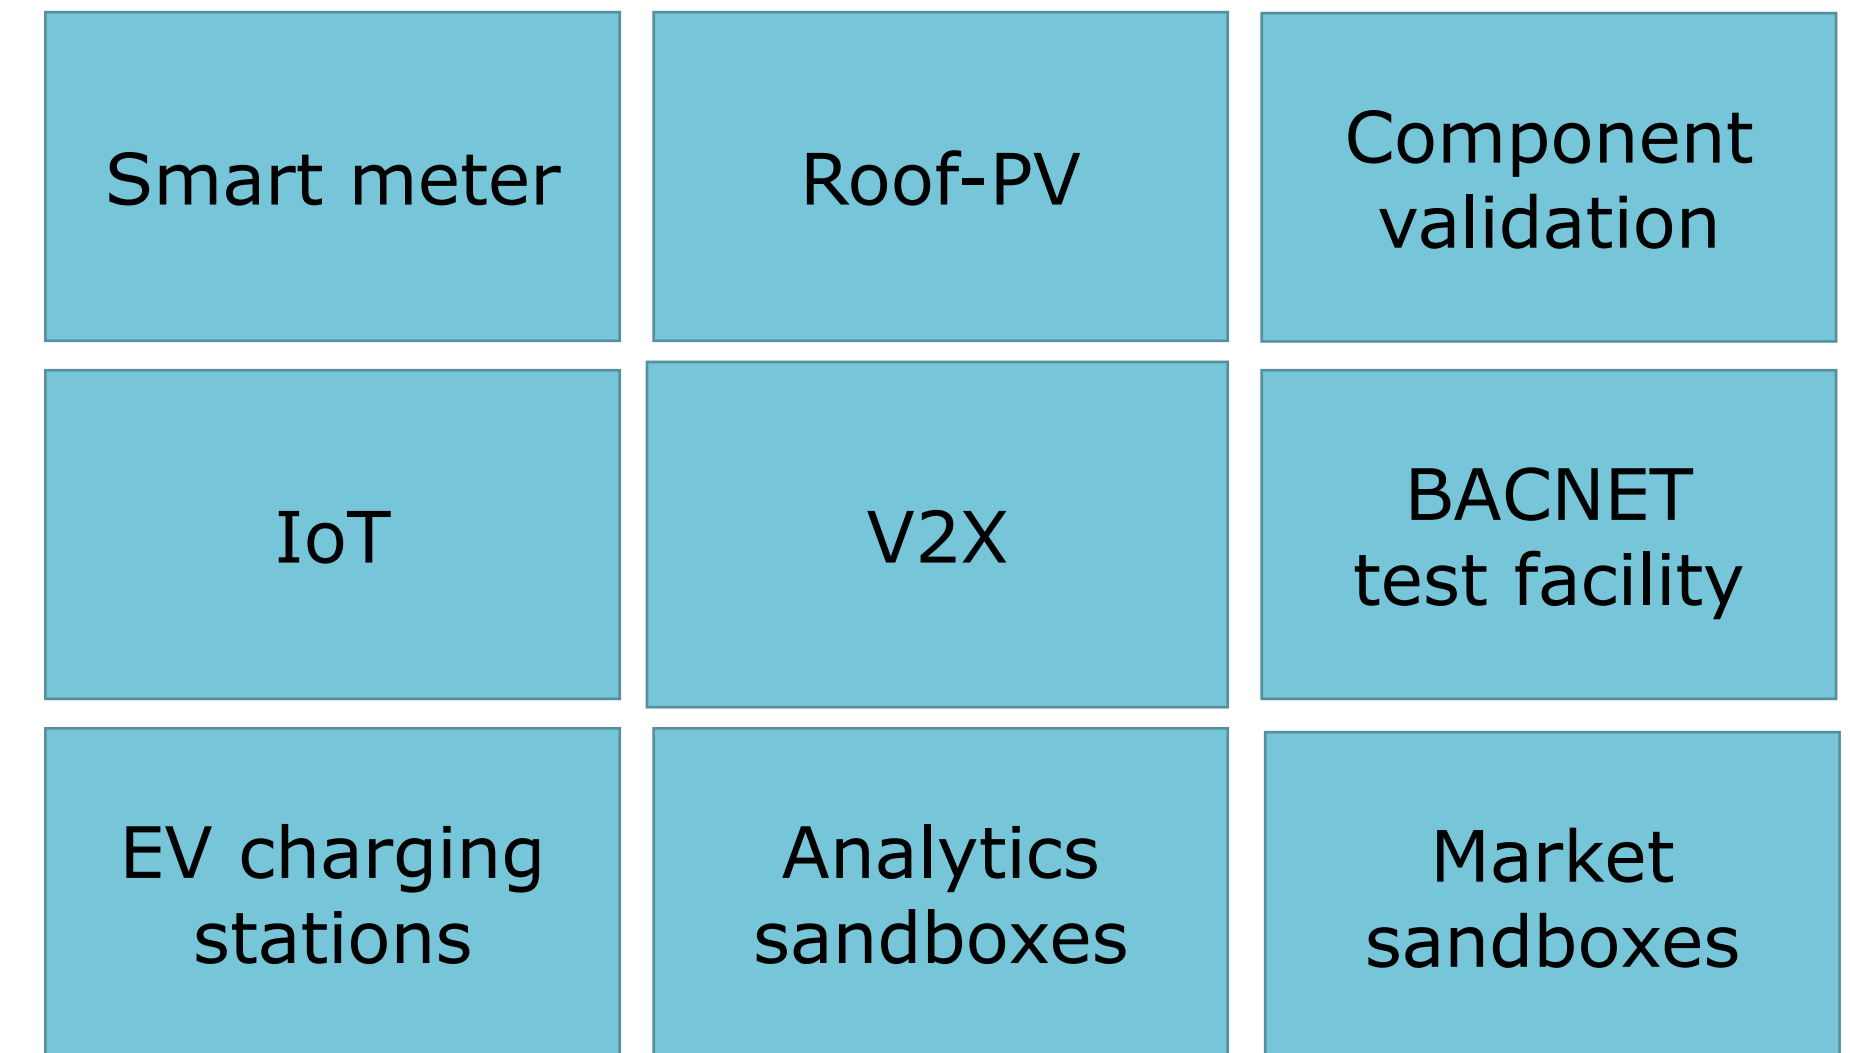 Smart meter
Roof-PV
Component
validation
IoT
V2X
BACNET
test facility
EV charging
stations
Analytics
sandboxes
Market
sandboxes